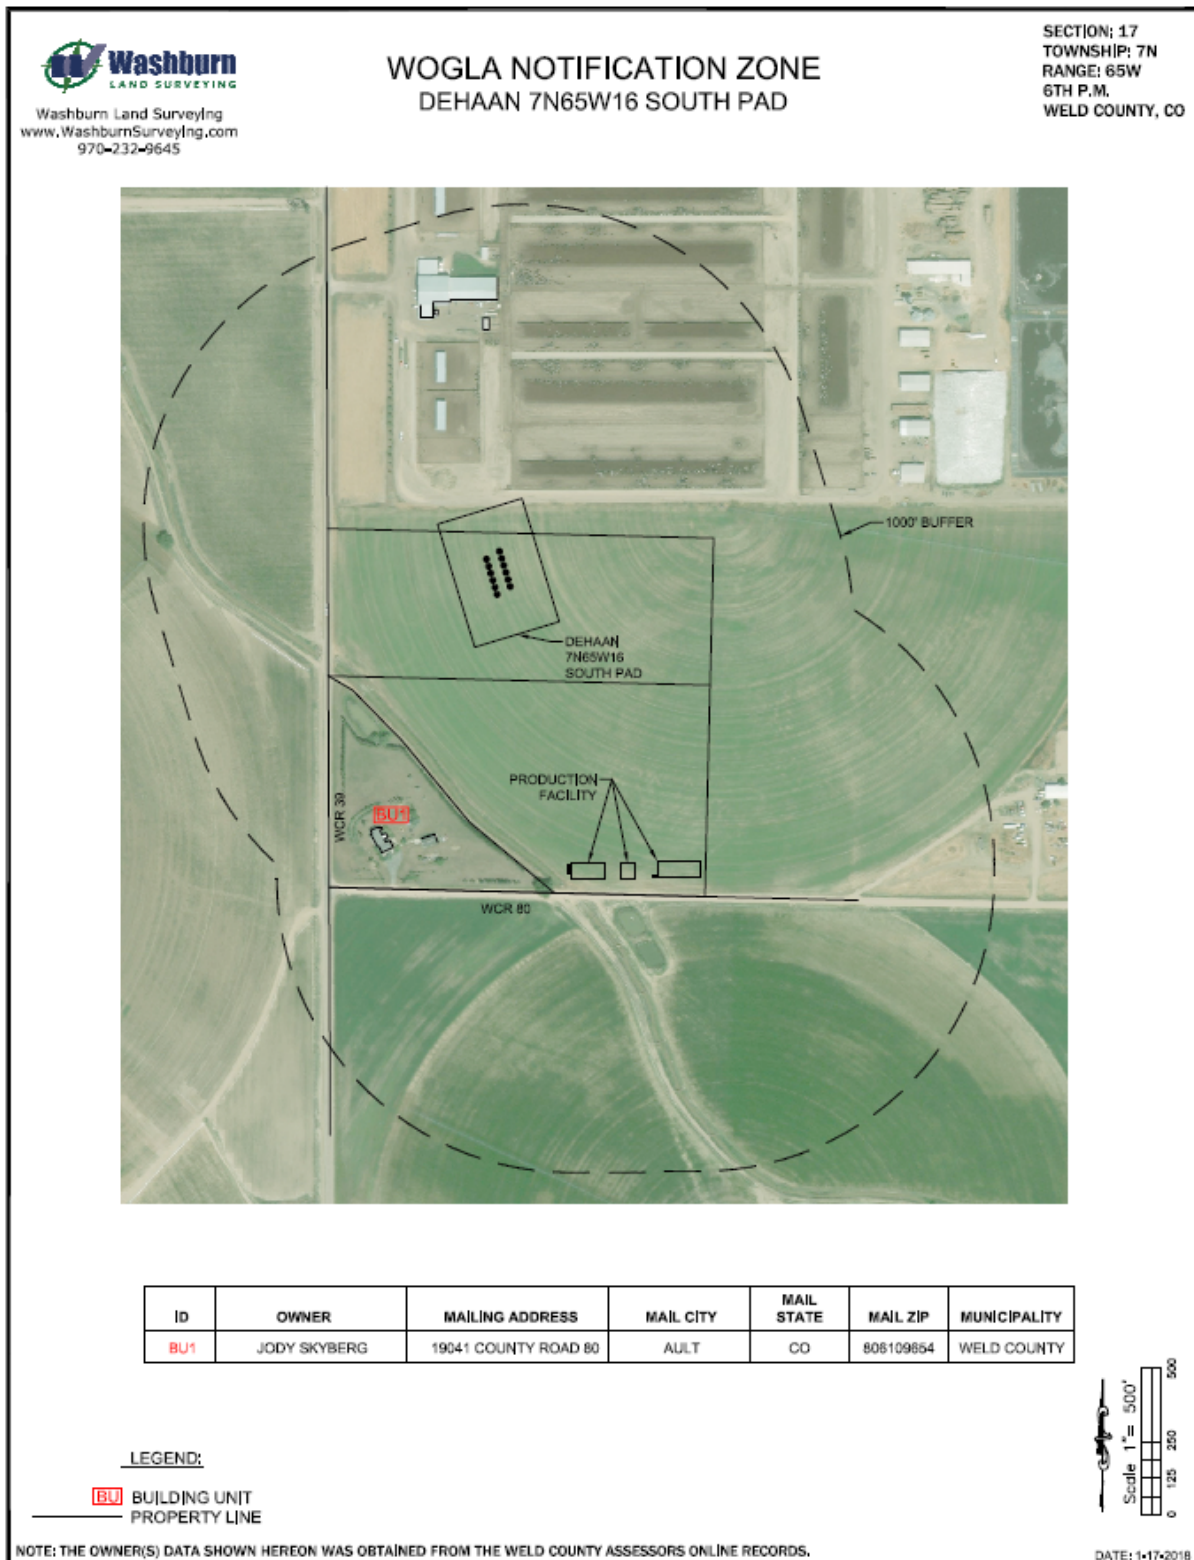 Washburn
LAND SURVEYING
Washburn Land Surveying
www.WashburnSurveying.com
970-232-9645
WOGLA NOTIFICATION ZONE
DEHAAN 7N65W16 SOUTH PAD
SECTION: 17
TOWNSHIP: 7N
RANGE: 65W
6TH P.M.
WELD COUNTY, CO
1000' BUFFER
DEHAAN
7N65W16
SOUTH PAD
PRODUCTION
FACILITY
WCR 39
BU1
WCR 80
ID OWNER MAILING ADDRESS MAIL CITY MAIL STATE MAIL ZIP MUNICIPALITY
BU1 JODY SKYBERG 19041 COUNTY ROAD 80 AULT CO 806109654 WELD COUNTY
LEGEND:
BU BUILDING UNIT
PROPERTY LINE
Scale 1"= 500'
0 125 250 500
NOTE: THE OWNER(S) DATA SHOWN HEREON WAS OBTAINED FROM THE WELD COUNTY ASSESSORS ONLINE RECORDS.
DATE: 1-17-2018